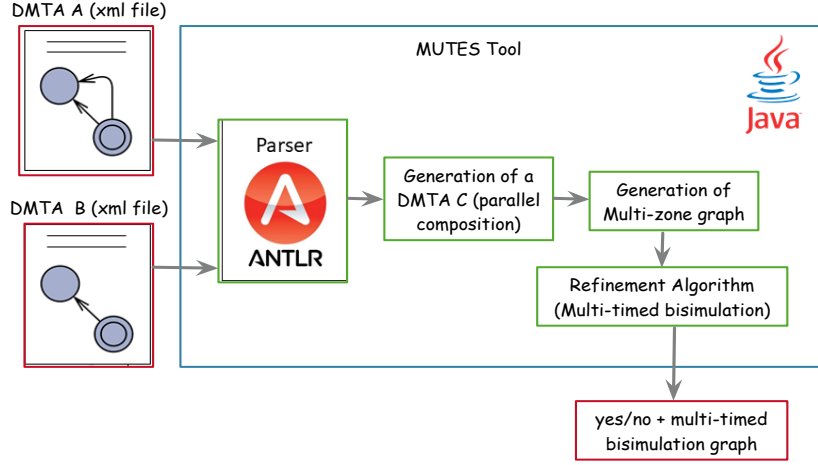 DMTA A (xml file)
MUTES Tool
Java
Parser
ANTLR
DMTA B (xml file)
Generation of a
DMTA C (parallel
composition)
Generation of
Multi-zone graph
Refinement Algorithm
(Multi-timed bisimulation)
yes/no + multi-timed
bisimulation graph